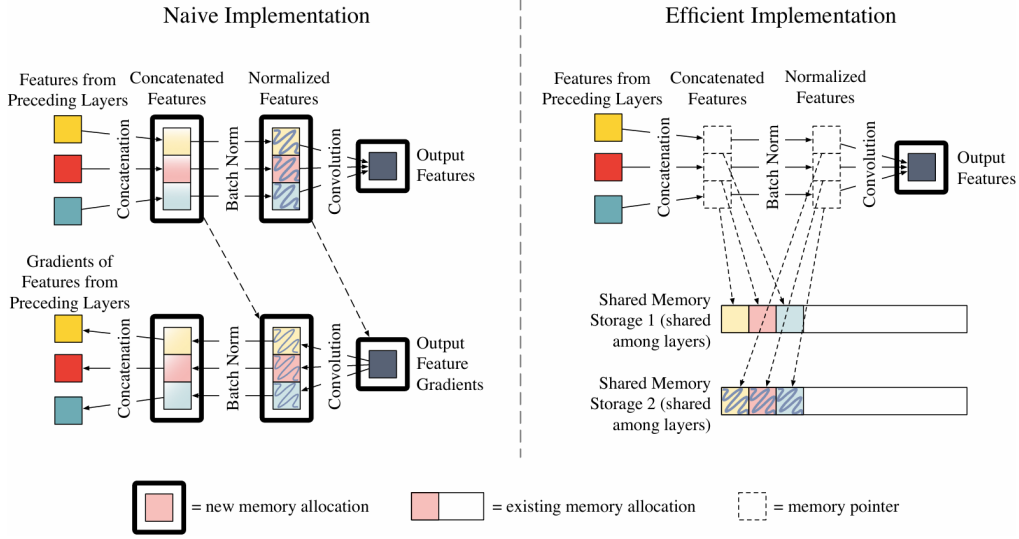 Naive Implementation
Features from
Preceding Layers
Concatenated
Features
Normalized
Features
Concatenation
Batch Norm
Convolution
Output
Features
Gradients of
Features from
Preceding Layers
Concatenation
Batch Norm
Convolution
Output
Feature
Gradients
Efficient Implementation
Features from
Preceding Layers
Concatenated
Features
Normalized
Features
Concatenation
Batch Norm
Convolution
Output
Features
Shared Memory
Storage 1 (shared
among layers)
Shared Memory
Storage 2 (shared
among layers)
= new memory allocation
= existing memory allocation
= memory pointer